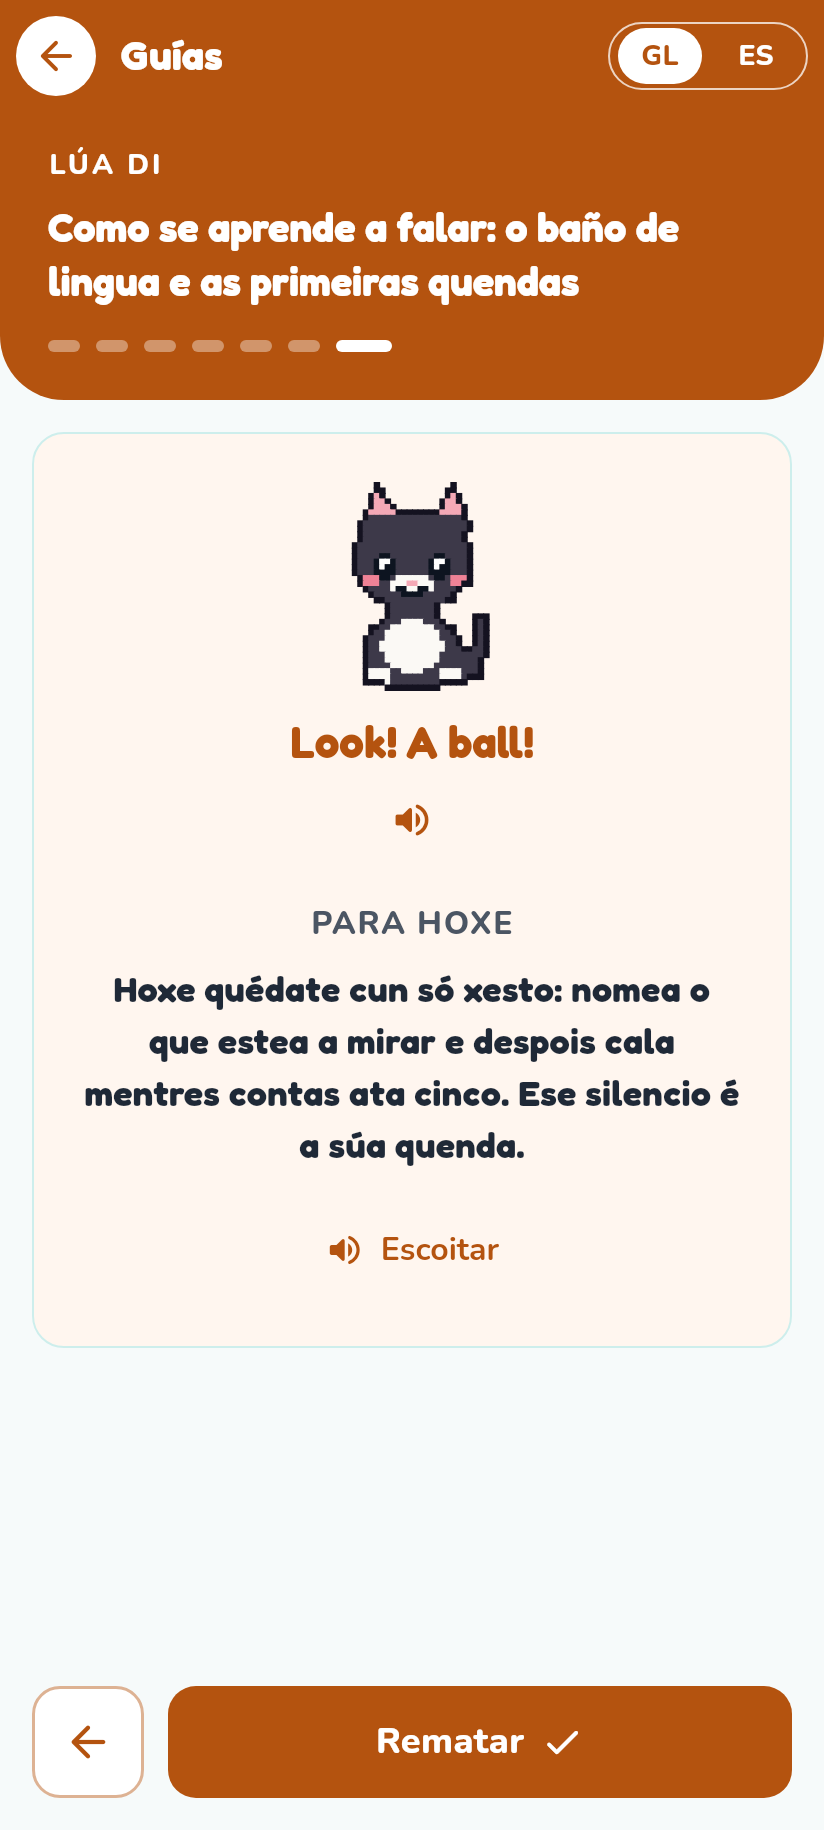 Guías
GL ES
LÚA DI
Como se aprende a falar: o baño de
lingua e as primeiras quendas
Look! A ball!
PARA HOXE
Hoxe quédate cun só xesto: nomea o
que estea a mirar e despois cala
mentres contas ata cinco. Ese silencio é
a súa quenda.
Escoitar
Rematar